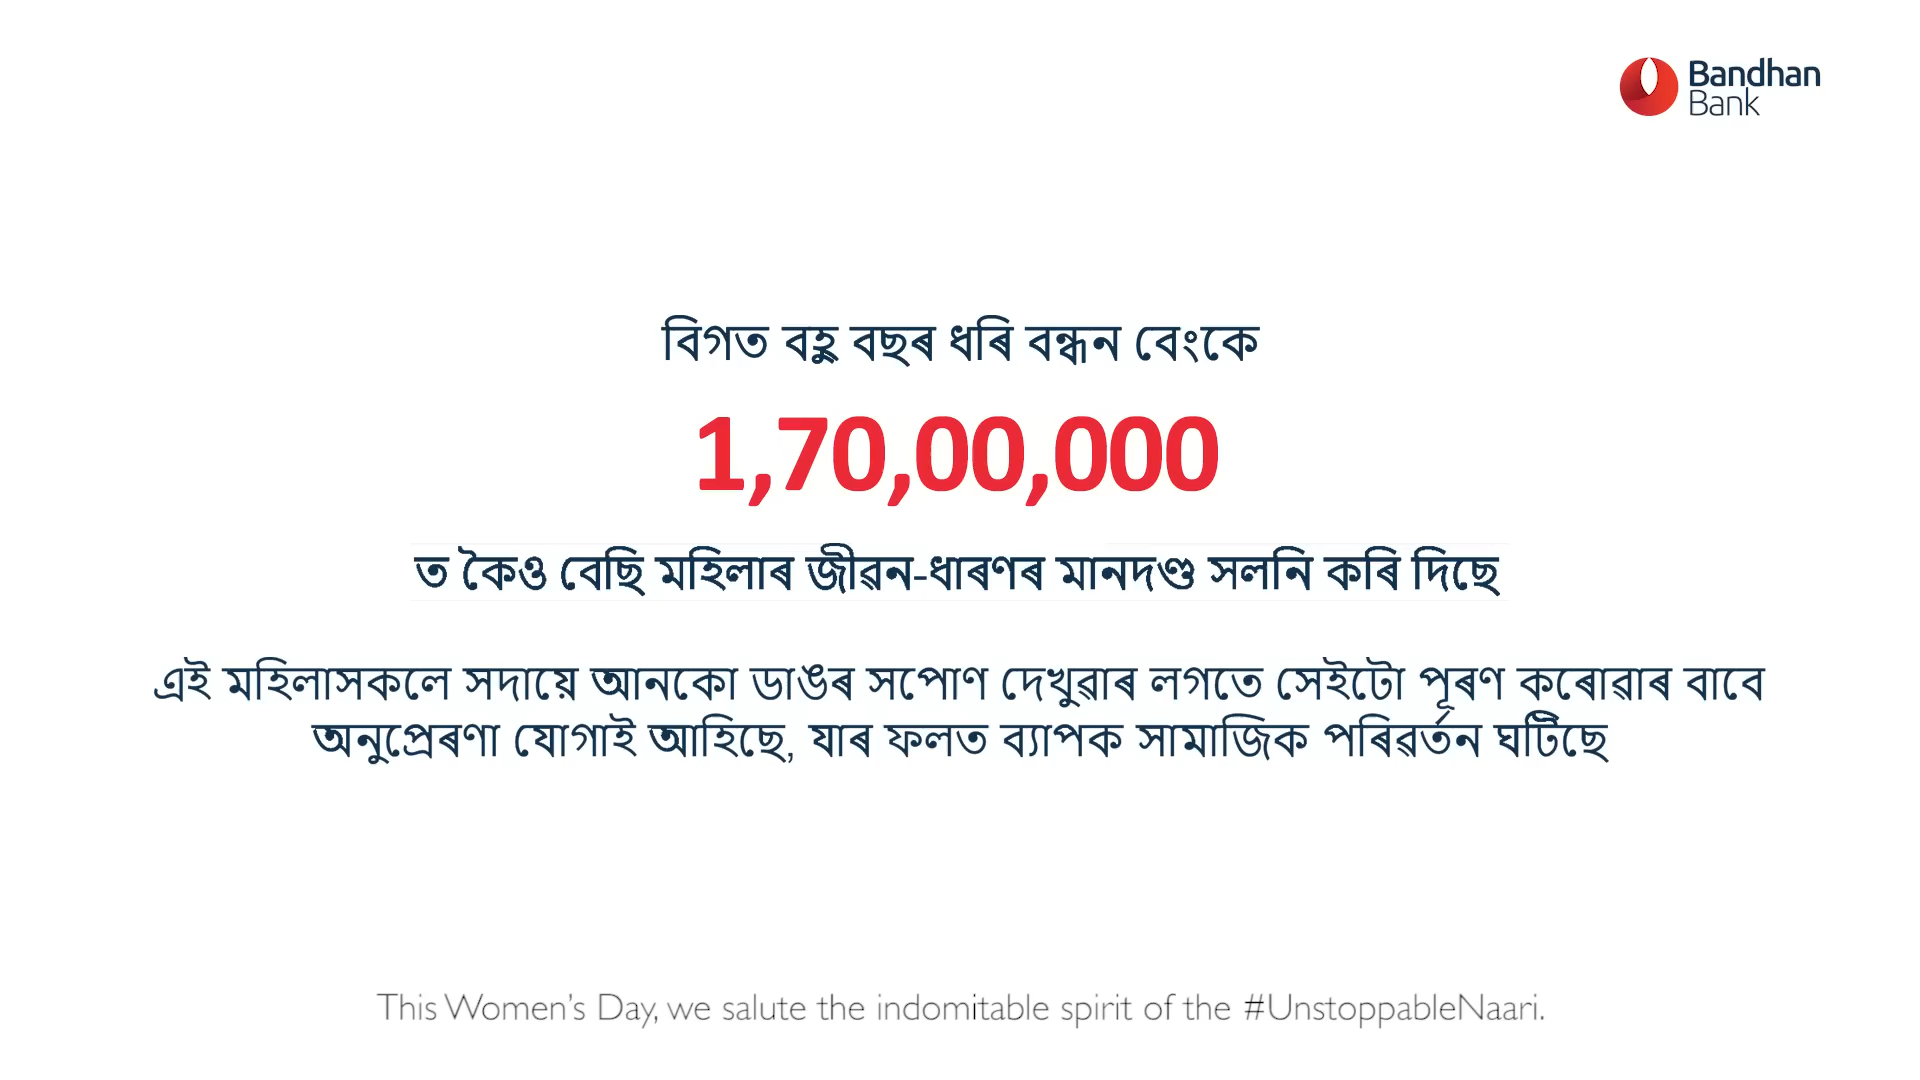 Bandhan
Bank
বিগত বহু বছৰ ধৰি বন্ধন বেংকে
1,70,00,000
ত কৈও বেছি মহিলাৰ জীৱন-ধাৰণৰ মানদণ্ড সলনি কৰি দিছে
এই মহিলাসকলে সদায়ে আনকো ডাঙৰ সপোণ দেখুৱাৰ লগতে সেইটো পূৰণ কৰোৱাৰ বাবে
অনুপ্ৰেৰণা যোগাই আহিছে, যাৰ ফলত ব্যাপক সামাজিক পৰিৱৰ্তন ঘটিছে
This Women's Day, we salute the indomitable spirit of the #UnstoppableNaari.